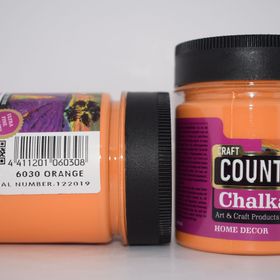 4 411201 060308
6030 ORANGE
AL NUMBER.122019
CRAFT
COUNT
Chalka
Art & Craft Products
HOME DECOR